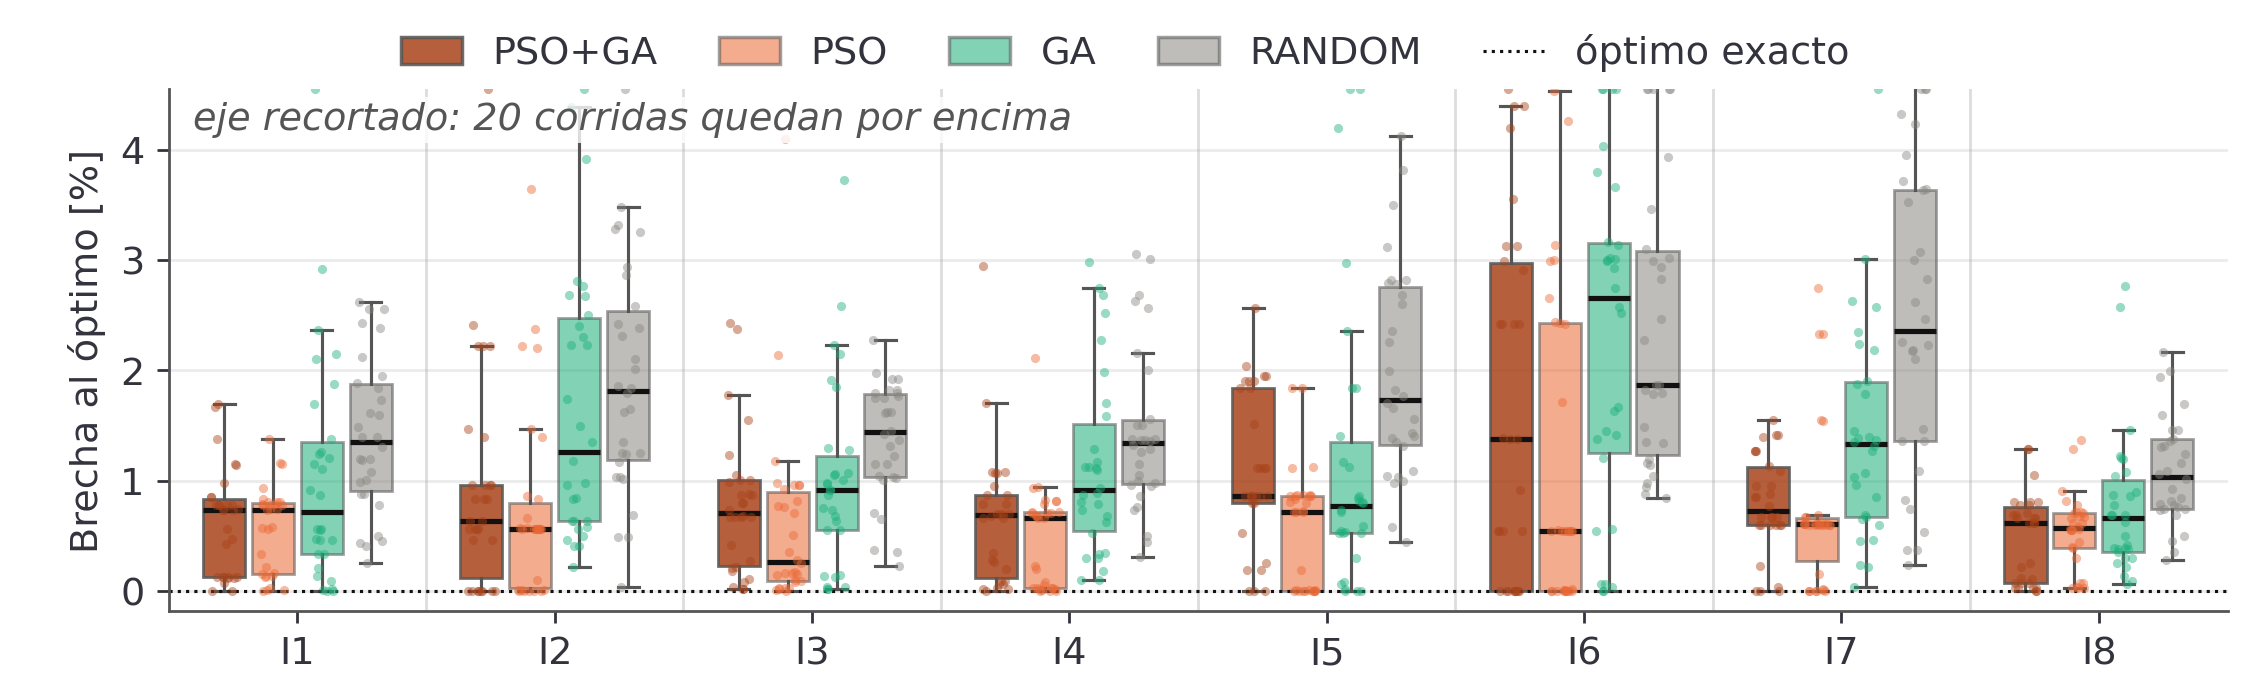 PSO+GA PSO GA RANDOM óptimo exacto
eje recortado: 20 corridas quedan por encima
Brecha al óptimo [%]
4
3
2
1
0
I1 I2 I3 I4 I5 I6 I7 I8